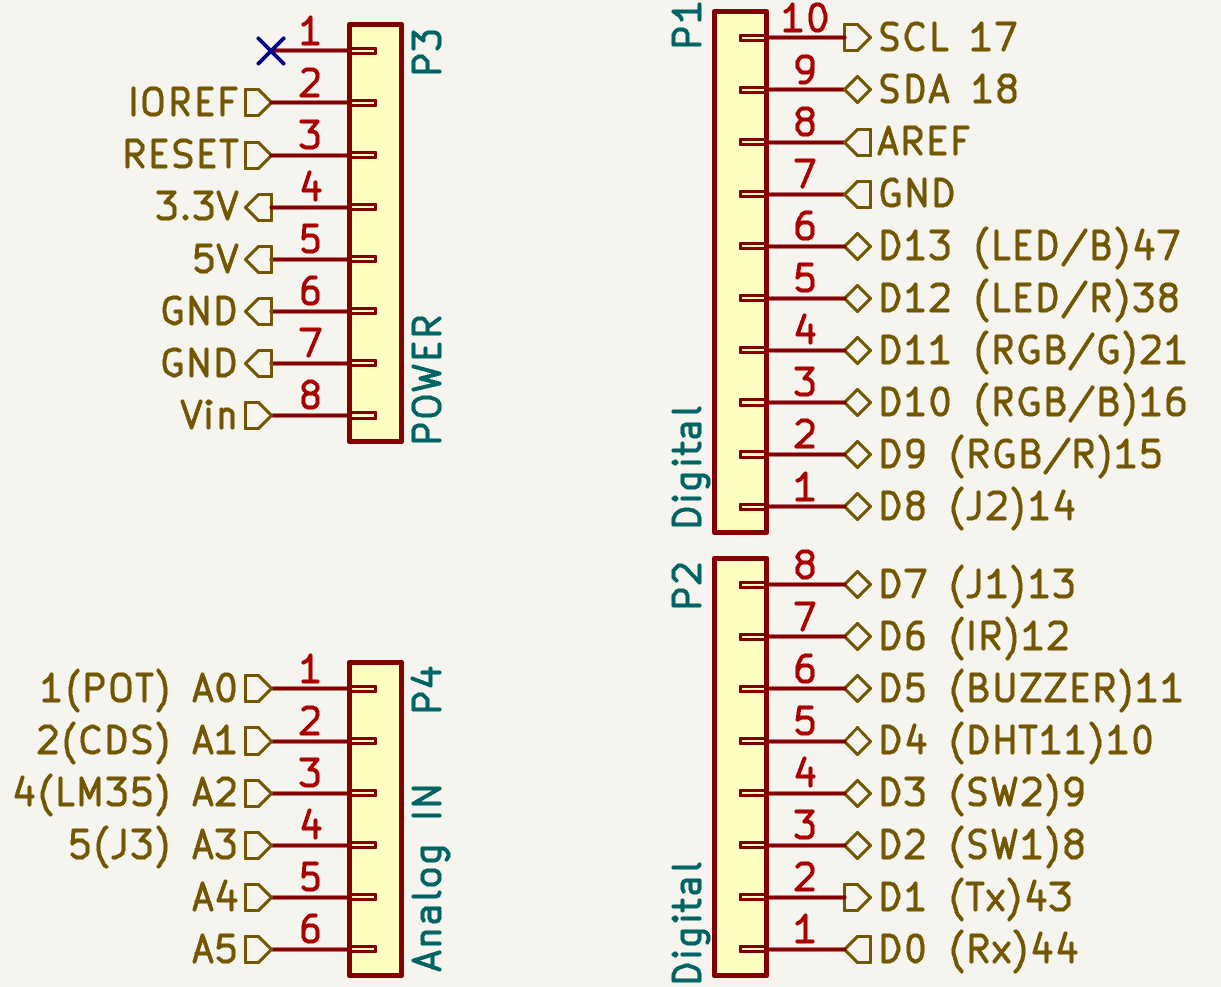 P3
1
IOREF 2
RESET 3
3.3V 4
5V 5
GND 6
GND 7
Vin 8
POWER
P4
1(POT) A0 1
2(CDS) A1 2
4(LM35) A2 3
5(J3) A3 4
A4 5
A5 6
Analog IN
P1
10 SCL 17
9 SDA 18
8 AREF
7 GND
6 D13 (LED/B)47
5 D12 (LED/R)38
4 D11 (RGB/G)21
3 D10 (RGB/B)16
2 D9 (RGB/R)15
1 D8 (J2)14
Digital
P2
8 D7 (J1)13
7 D6 (IR)12
6 D5 (BUZZER)11
5 D4 (DHT11)10
4 D3 (SW2)9
3 D2 (SW1)8
2 D1 (Tx)43
1 D0 (Rx)44
Digital